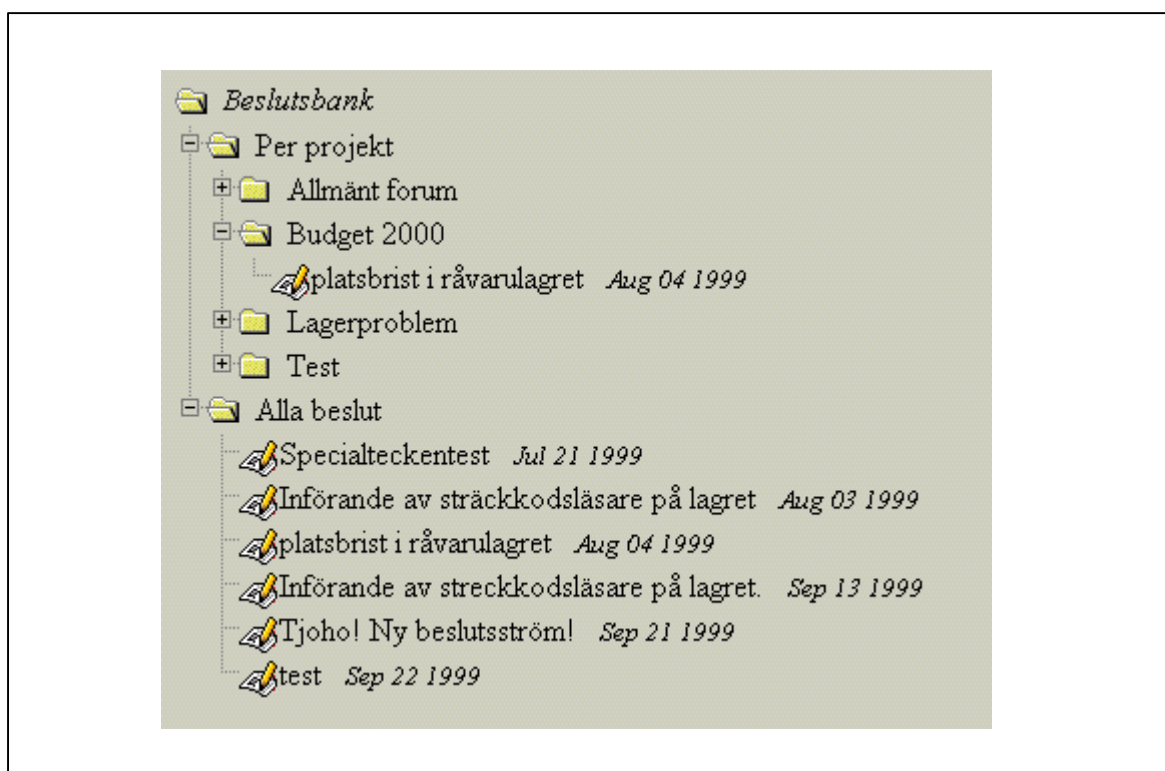 Beslutsbank
Per projekt
Allmänt forum
Budget 2000
platsbrist i råvarulagret Aug 04 1999
Lagerproblem
Test
Alla beslut
Specialteckentest Jul 21 1999
Införande av sträckkodsläsare på lagret Aug 03 1999
platsbrist i råvarulagret Aug 04 1999
Införande av streckkodsläsare på lagret. Sep 13 1999
Tjoho! Ny beslutsström! Sep 21 1999
test Sep 22 1999